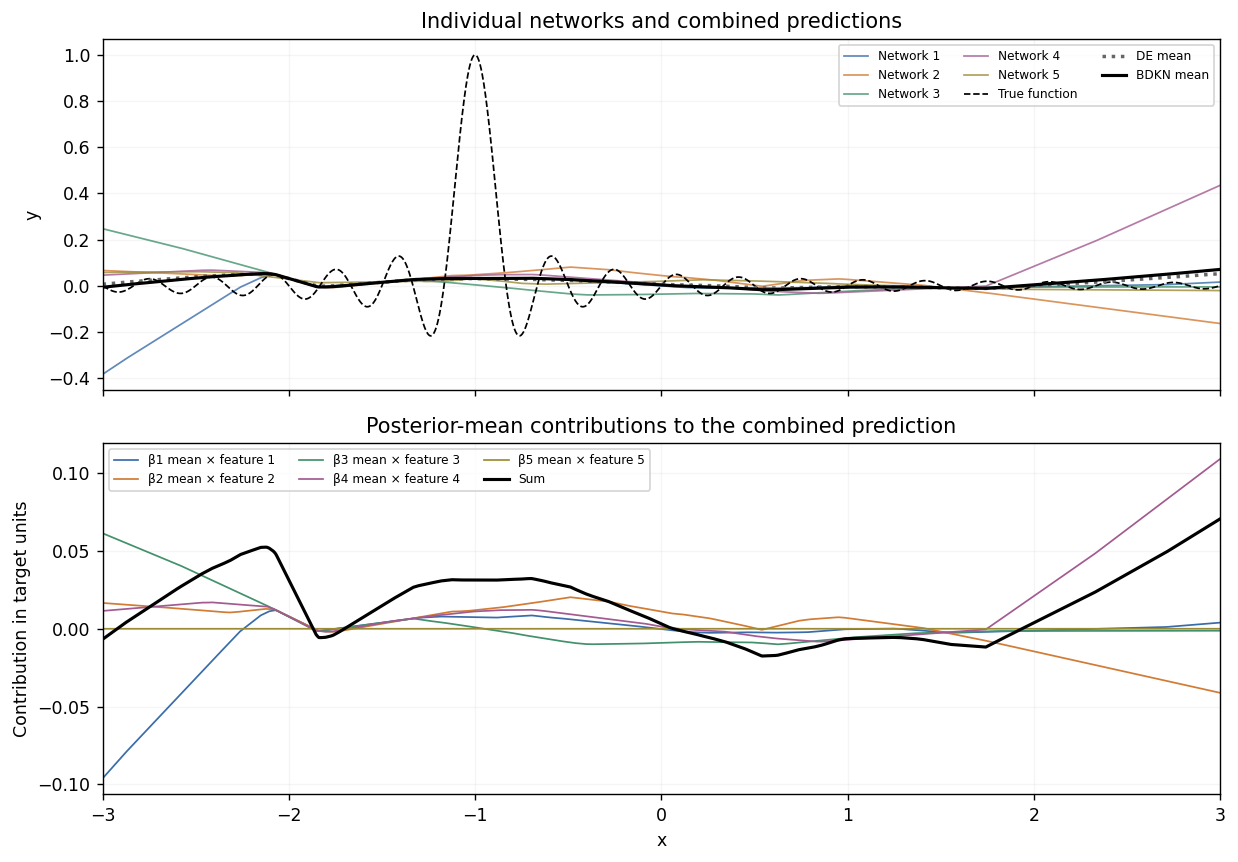 Individual networks and combined predictions
1.0
0.8
0.6
0.4
0.2
0.0
−0.2
−0.4
y
Network 1
Network 2
Network 3
Network 4
Network 5
True function
DE mean
BDKN mean
Posterior-mean contributions to the combined prediction
0.10
0.05
0.00
−0.05
−0.10
Contribution in target units
β1 mean × feature 1
β2 mean × feature 2
β3 mean × feature 3
β4 mean × feature 4
β5 mean × feature 5
Sum
−3
−2
−1
0
1
2
3
x